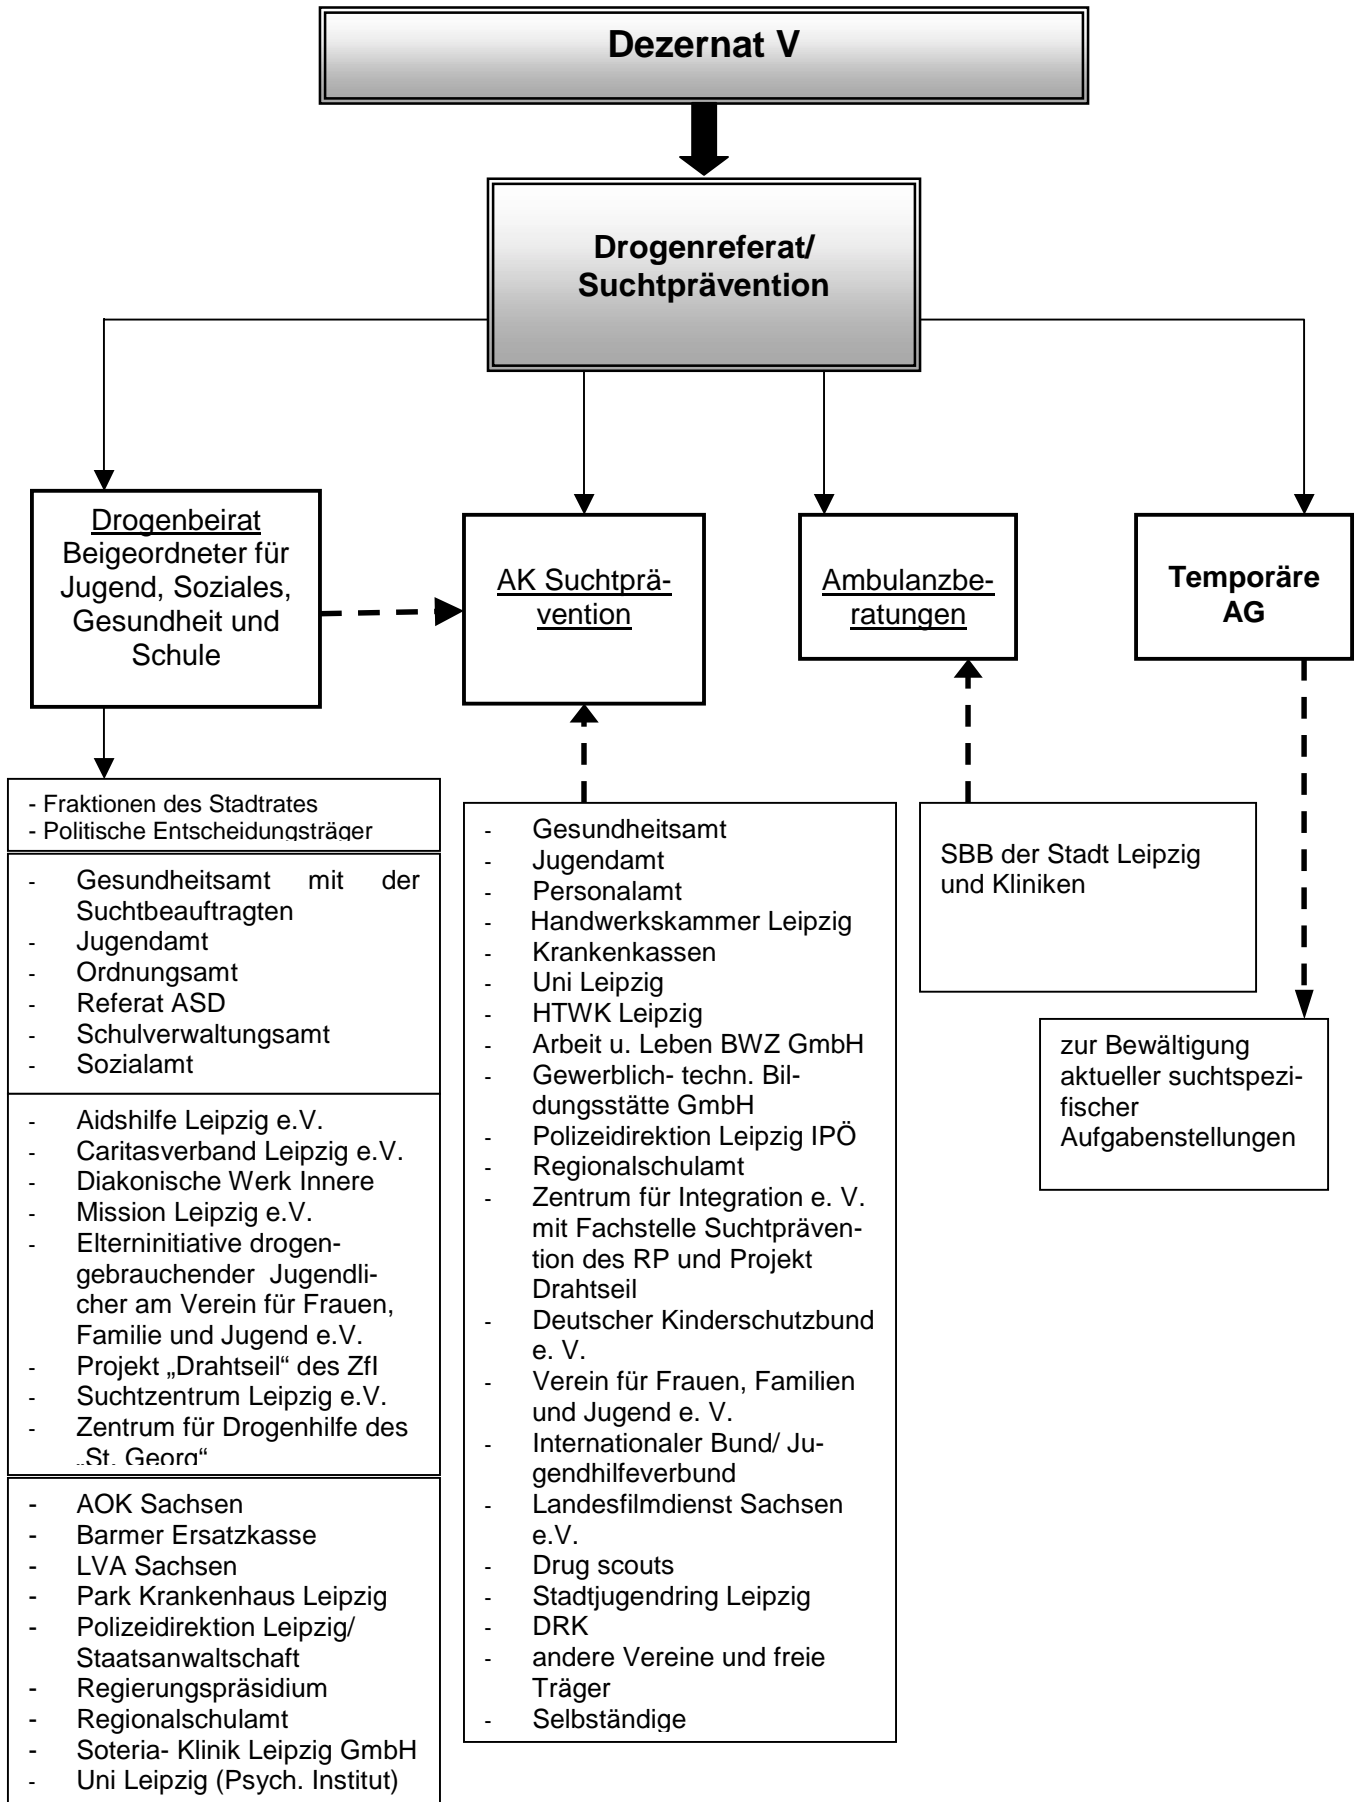 Dezernat V
Drogenreferat/
Suchtprävention
Drogenbeirat
Beigeordneter für
Jugend, Soziales,
Gesundheit und
Schule
AK Suchtprä-
vention
Ambulanzbe-
ratungen
Temporäre
AG
- Fraktionen des Stadtrates
- Politische Entscheidungsträger
- Gesundheitsamt mit der
Suchtbeauftragten
- Jugendamt
- Ordnungsamt
- Referat ASD
- Schulverwaltungsamt
- Sozialamt
- Aidshilfe Leipzig e.V.
- Caritasverband Leipzig e.V.
- Diakonische Werk Innere
- Mission Leipzig e.V.
- Elterninitiative drogen-
gebrauchender Jugendli-
cher am Verein für Frauen,
Familie und Jugend e.V.
- Projekt „Drahtseil“ des ZfI
- Suchtzentrum Leipzig e.V.
- Zentrum für Drogenhilfe des
„St. Georg“
- AOK Sachsen
- Barmer Ersatzkasse
- LVA Sachsen
- Park Krankenhaus Leipzig
- Polizeidirektion Leipzig/
Staatsanwaltschaft
- Regierungspräsidium
- Regionalschulamt
- Soteria- Klinik Leipzig GmbH
- Uni Leipzig (Psych. Institut)
- Gesundheitsamt
- Jugendamt
- Personalamt
- Handwerkskammer Leipzig
- Krankenkassen
- Uni Leipzig
- HTWK Leipzig
- Arbeit u. Leben BWZ GmbH
- Gewerblich- techn. Bil-
dungsstätte GmbH
- Polizeidirektion Leipzig IPÖ
- Regionalschulamt
- Zentrum für Integration e. V.
mit Fachstelle Suchtpräven-
tion des RP und Projekt
Drahtseil
- Deutscher Kinderschutzbund
e. V.
- Verein für Frauen, Familien
und Jugend e. V.
- Internationaler Bund/ Ju-
gendhilfeverbund
- Landesfilmdienst Sachsen
e.V.
- Drug scouts
- Stadtjugendring Leipzig
- DRK
- andere Vereine und freie
Träger
- Selbständige
SBB der Stadt Leipzig
und Kliniken
zur Bewältigung
aktueller suchtspezi-
fischer
Aufgabenstellungen